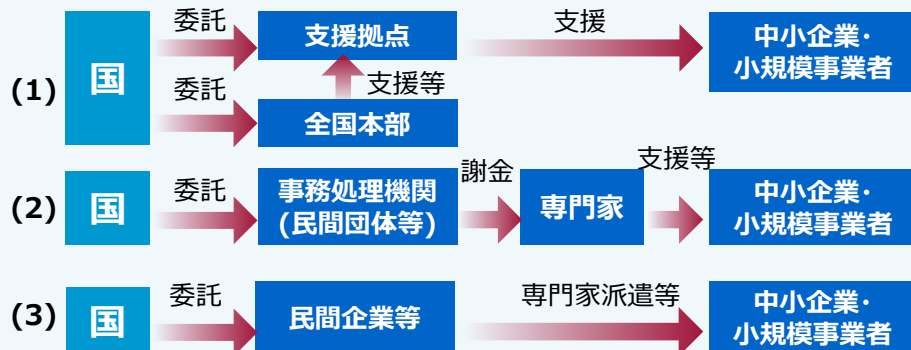 (1)
国
委託
支援拠点
支援
中小企業・
小規模事業者
委託
支援等
全国本部
(2)
国
委託
事務処理機関
(民間団体等)
謝金
専門家
支援等
中小企業・
小規模事業者
(3)
国
委託
民間企業等
専門家派遣等
中小企業・
小規模事業者